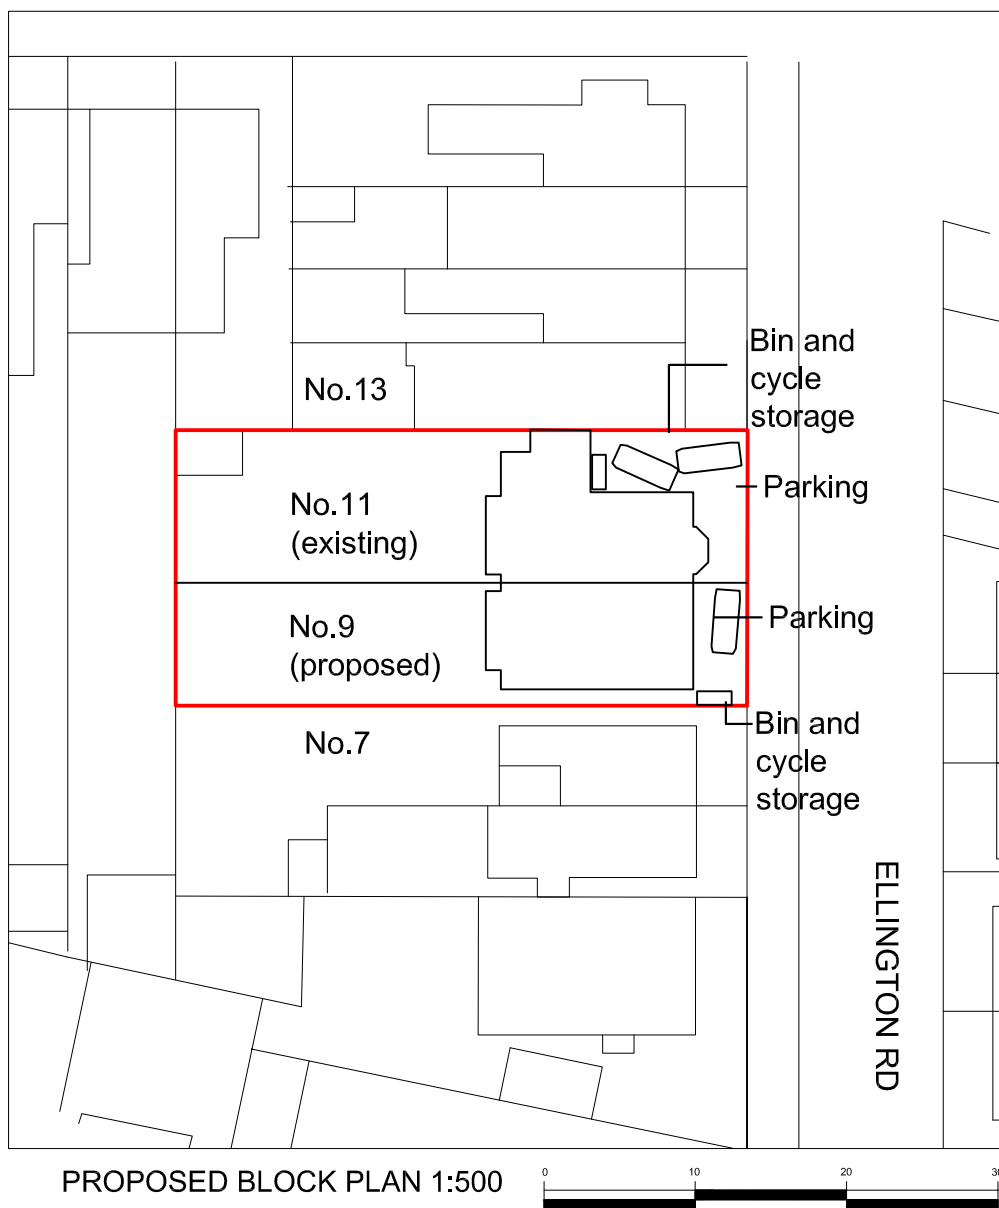 Bin and
cycle
storage
No.13
Parking
No.11
(existing)
Parking
No.9
(proposed)
No.7
Bin and
cycle
storage
ELLINGTON RD
PROPOSED BLOCK PLAN 1:500
0 10 20 30